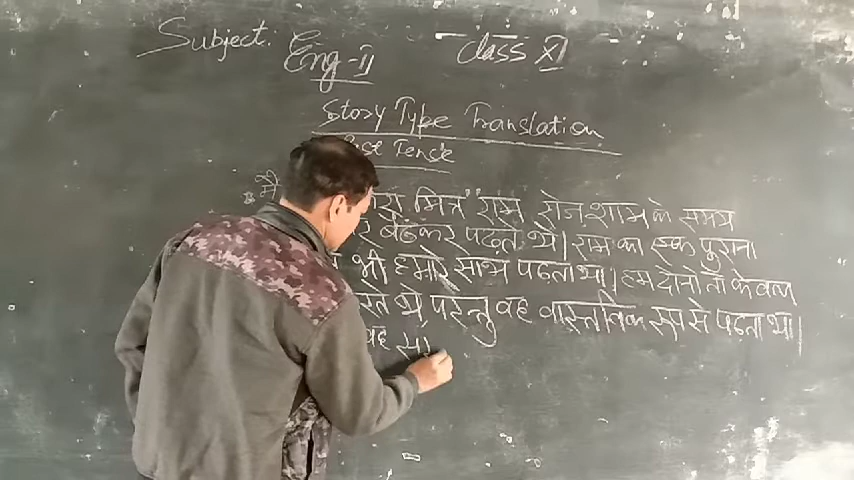 Subject: Eng-II Class XI
Story Type Translation
Tense
मैं मित्र "राम रोज शाम के समय
बैठकर पढ़ते थे। राम का एक पुराना
भी हमारे साथ पढ़ता था। हम दोनों तो केवल
थे, परन्तु वह वास्तविक रूप से पढ़ता था।
वह